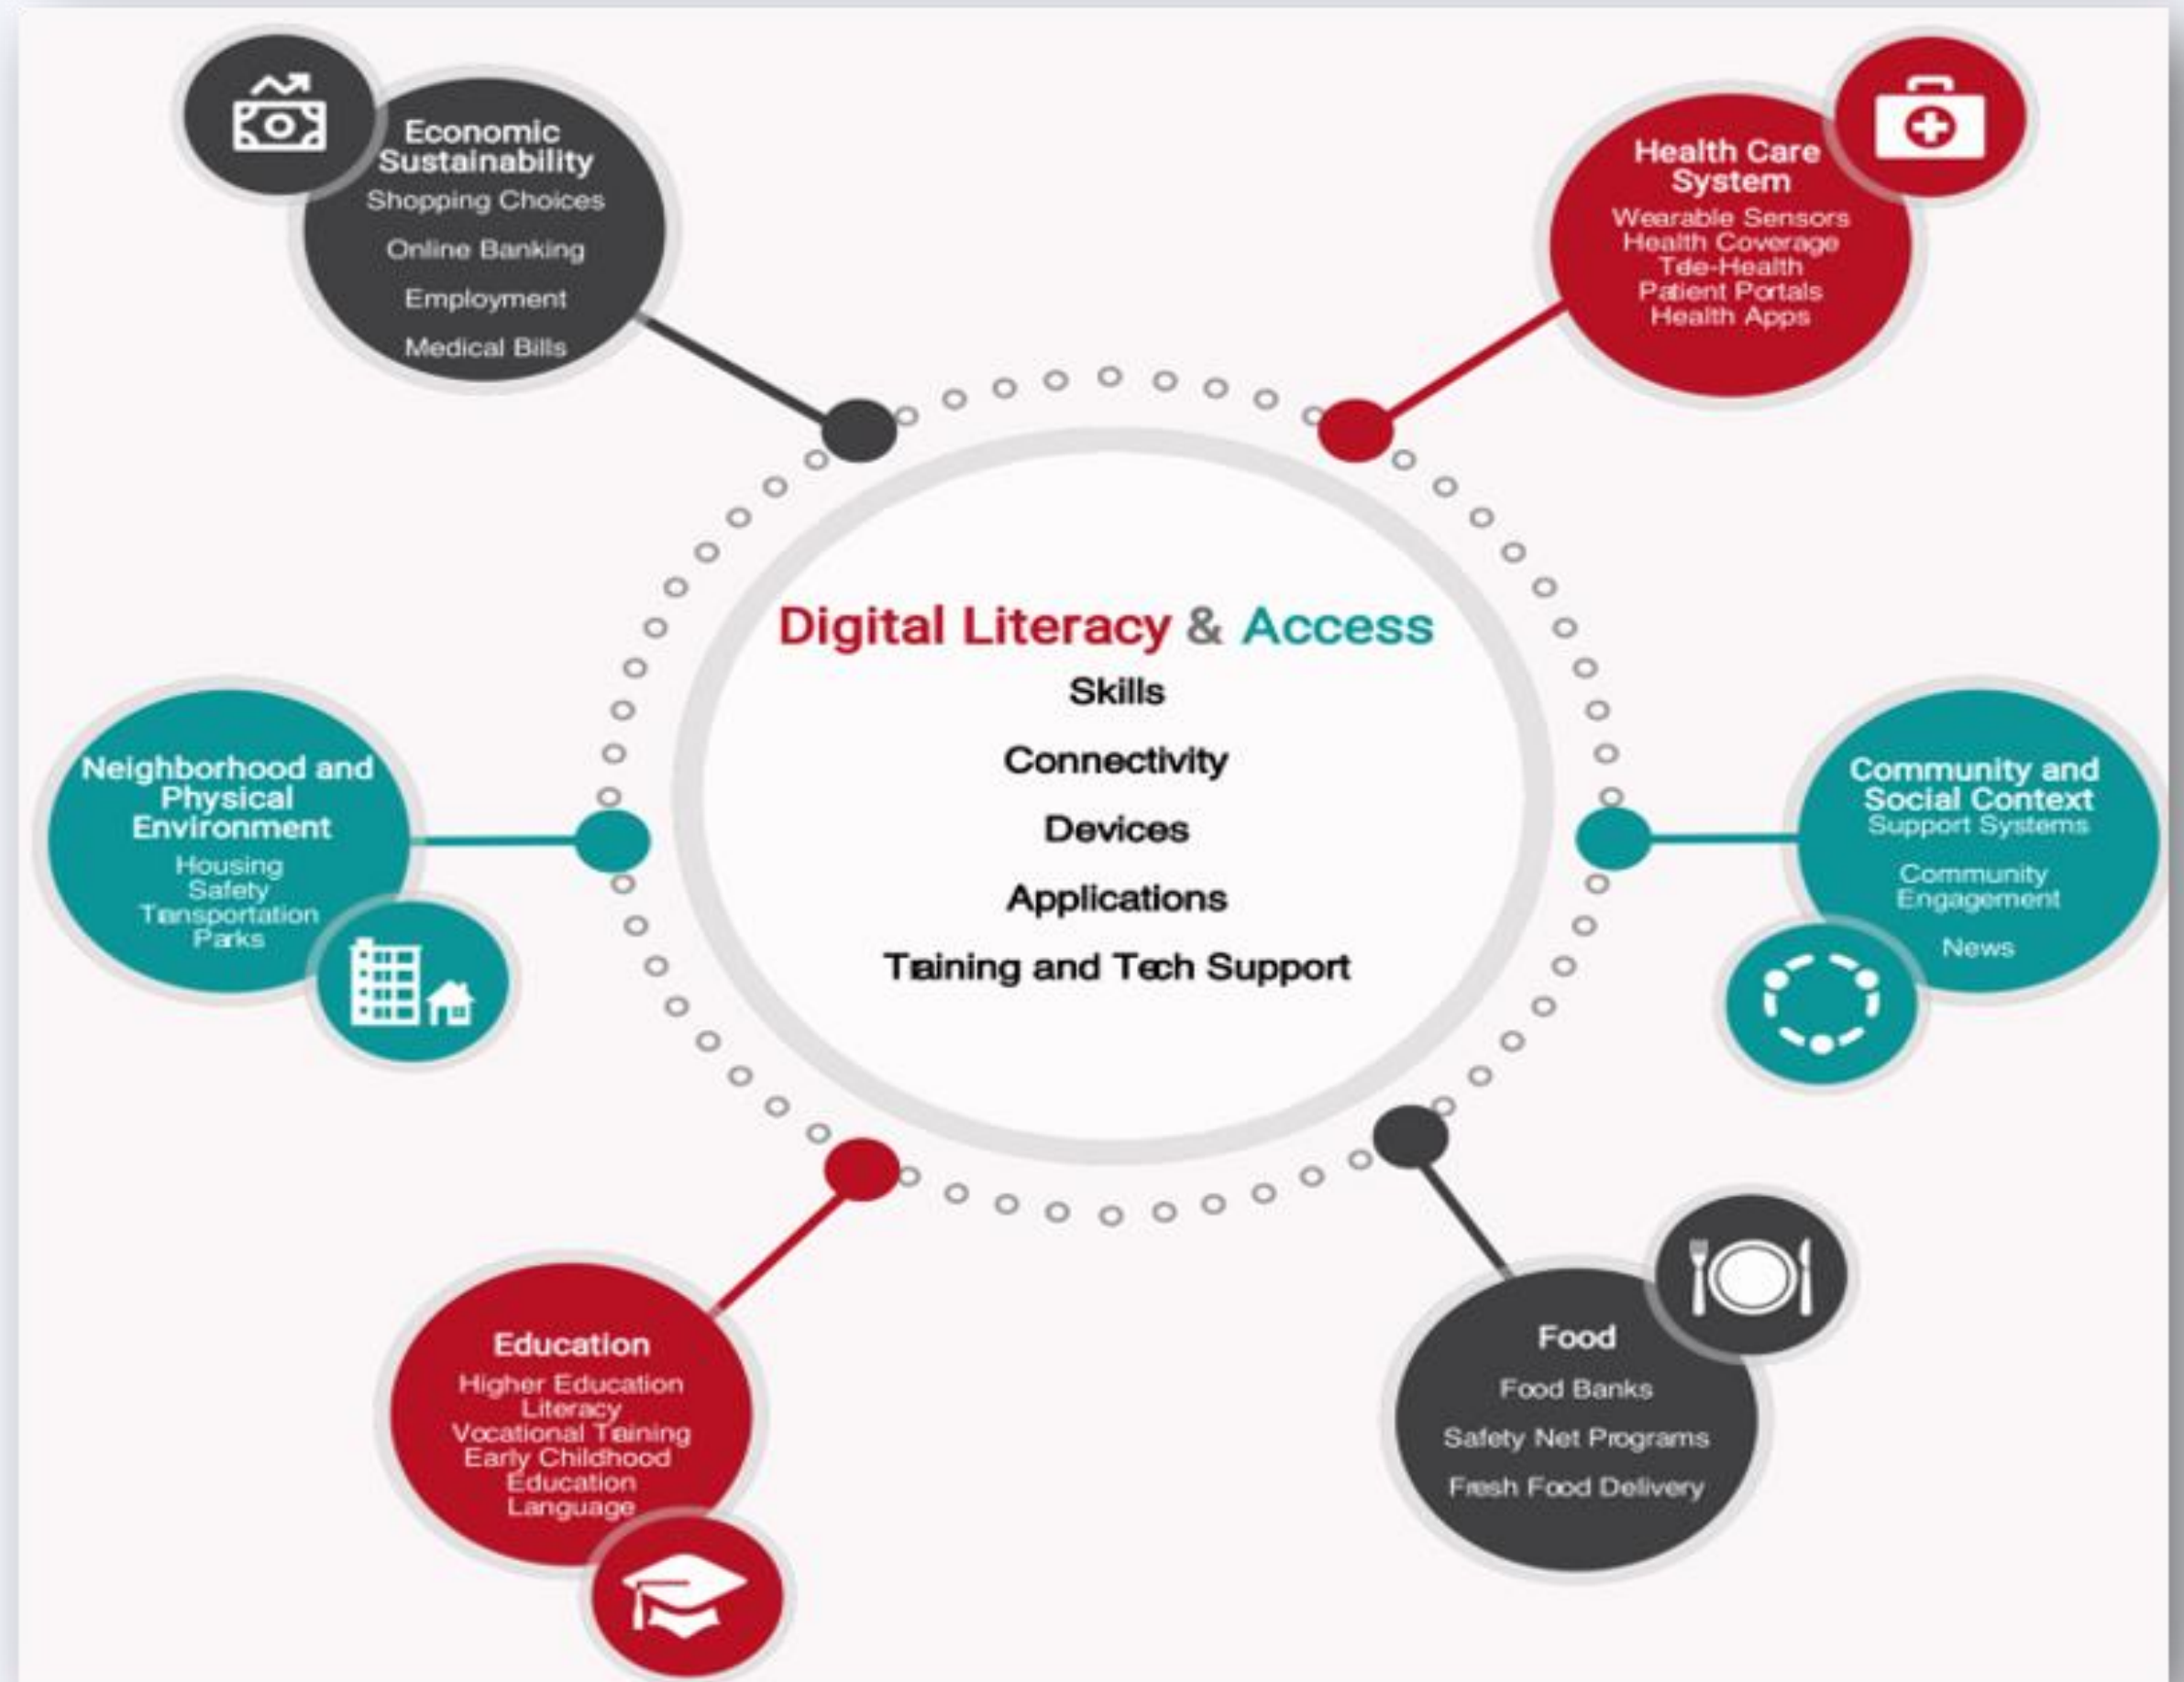 Economic
Sustainability
Shopping Choices
Online Banking
Employment
Medical Bills
Health Care
System
Wearable Sensors
Health Coverage
Tele-Health
Patient Portals
Health Apps
Digital Literacy & Access
Skills
Connectivity
Devices
Applications
Training and Tech Support
Neighborhood and
Physical
Environment
Housing
Safety
Transportation
Parks
Community and
Social Context
Support Systems
Community
Engagement
News
Education
Higher Education
Literacy
Vocational Training
Early Childhood
Education
Language
Food
Food Banks
Safety Net Programs
Fresh Food Delivery